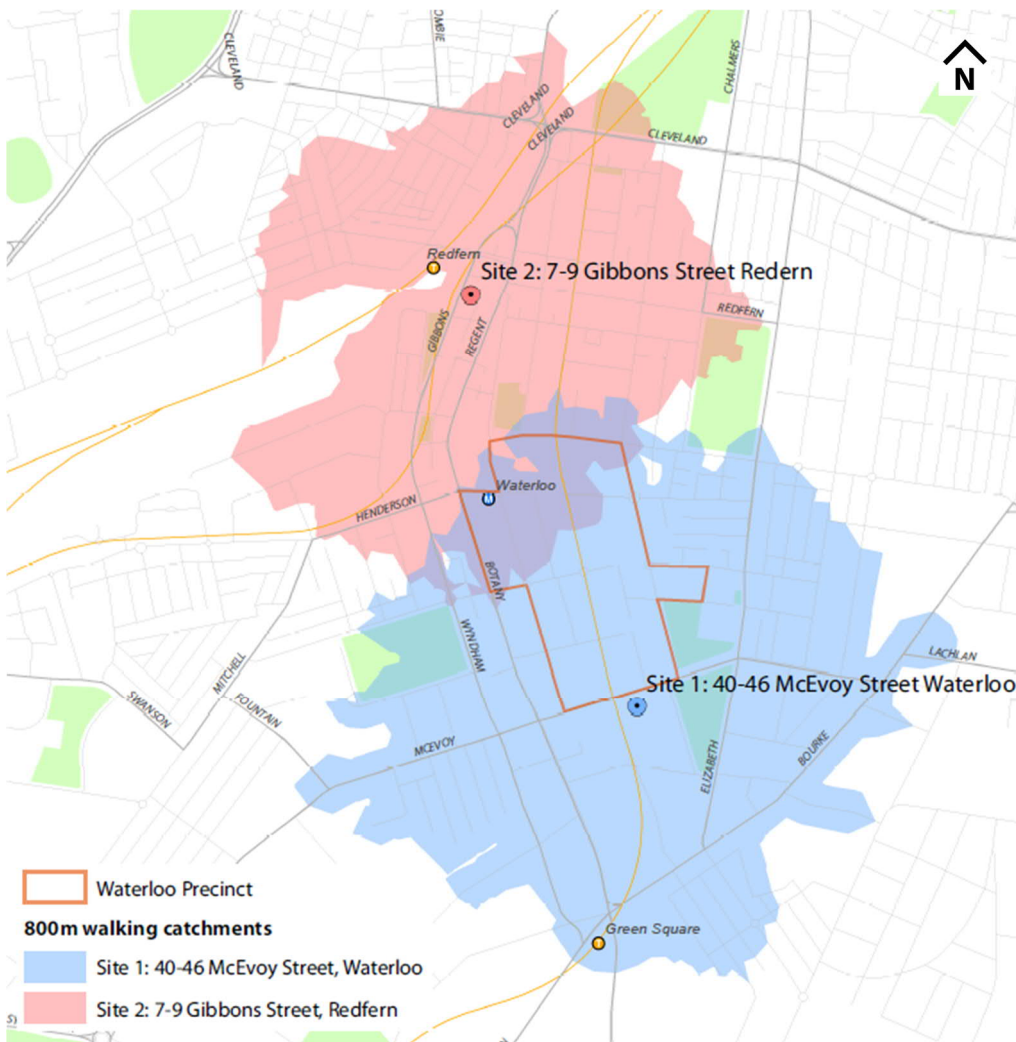 N
CLEVELAND
CHALMERS
CLEVELAND
CLEVELAND
CLEVELAND
Redfern
Site 2: 7-9 Gibbons Street Redern
REDFERN
GIBBONS
REGENT
Waterloo
HENDERSON
BOTANY
WYNDHAM
MITCHELL
LACHLAN
Site 1: 40-46 McEvoy Street Waterloo
SWANSON
FOUNTAIN
MCEVOY
BOURKE
ELIZABETH
Green Square
Waterloo Precinct
800m walking catchments
Site 1: 40-46 McEvoy Street, Waterloo
Site 2: 7-9 Gibbons Street, Redfern